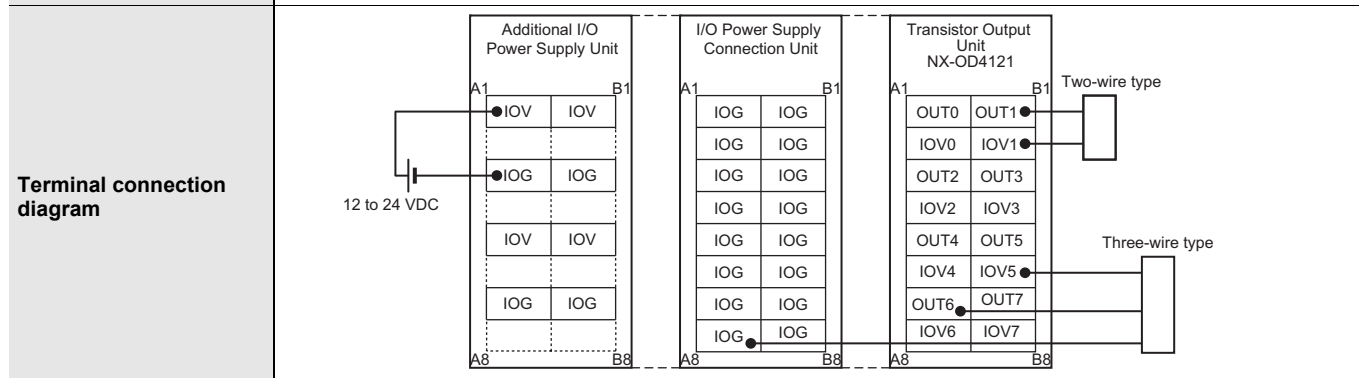 Terminal connection
diagram
12 to 24 VDC
Additional I/O
Power Supply Unit
A1 B1
IOV IOV
IOG IOG
IOV IOV
IOG IOG
A8 B8
I/O Power Supply
Connection Unit
A1 B1
IOG IOG
IOG IOG
IOG IOG
IOG IOG
IOG IOG
IOG IOG
IOG IOG
IOG IOG
A8 B8
Transistor Output
Unit
NX-OD4121
A1 B1
OUT0 OUT1
IOV0 IOV1
OUT2 OUT3
IOV2 IOV3
OUT4 OUT5
IOV4 IOV5
OUT6 OUT7
IOV6 IOV7
A8 B8
Two-wire type
Three-wire type